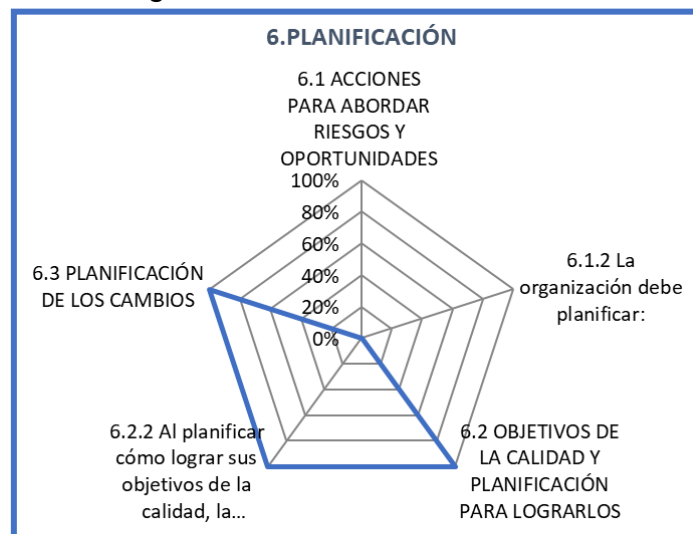 6.PLANIFICACIÓN
6.1 ACCIONES
PARA ABORDAR
RIESGOS Y
OPORTUNIDADES
100%
80%
60%
40%
20%
0%
6.1.2 La
organización debe
planificar:
6.2 OBJETIVOS DE
LA CALIDAD Y
PLANIFICACIÓN
PARA LOGRARLOS
6.2.2 Al planificar
cómo lograr sus
objetivos de la
calidad, la…
6.3 PLANIFICACIÓN
DE LOS CAMBIOS